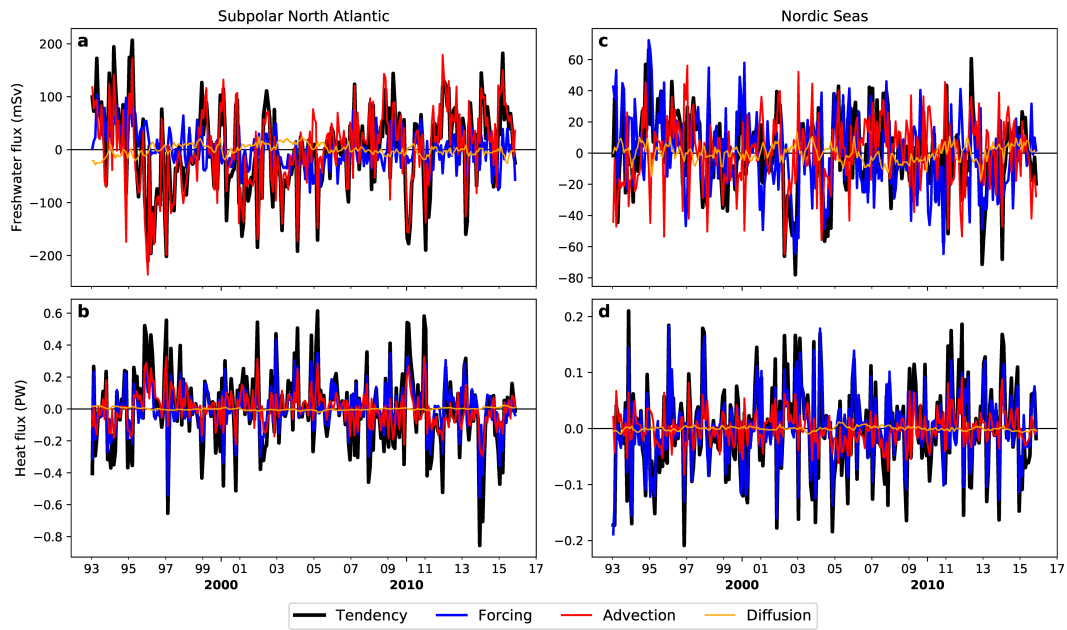 Subpolar North Atlantic
Nordic Seas
a
200
100
0
−100
−200
Freshwater flux (mSv)
c
60
40
20
0
−20
−40
−60
−80
b
0.6
0.4
0.2
0.0
−0.2
−0.4
−0.6
−0.8
Heat flux (PW)
d
0.2
0.1
0.0
−0.1
−0.2
93 95 97 99 01 03 05 07 09 11 13 15 17
2000 2010
93 95 97 99 01 03 05 07 09 11 13 15 17
2000 2010
Tendency Forcing Advection Diffusion